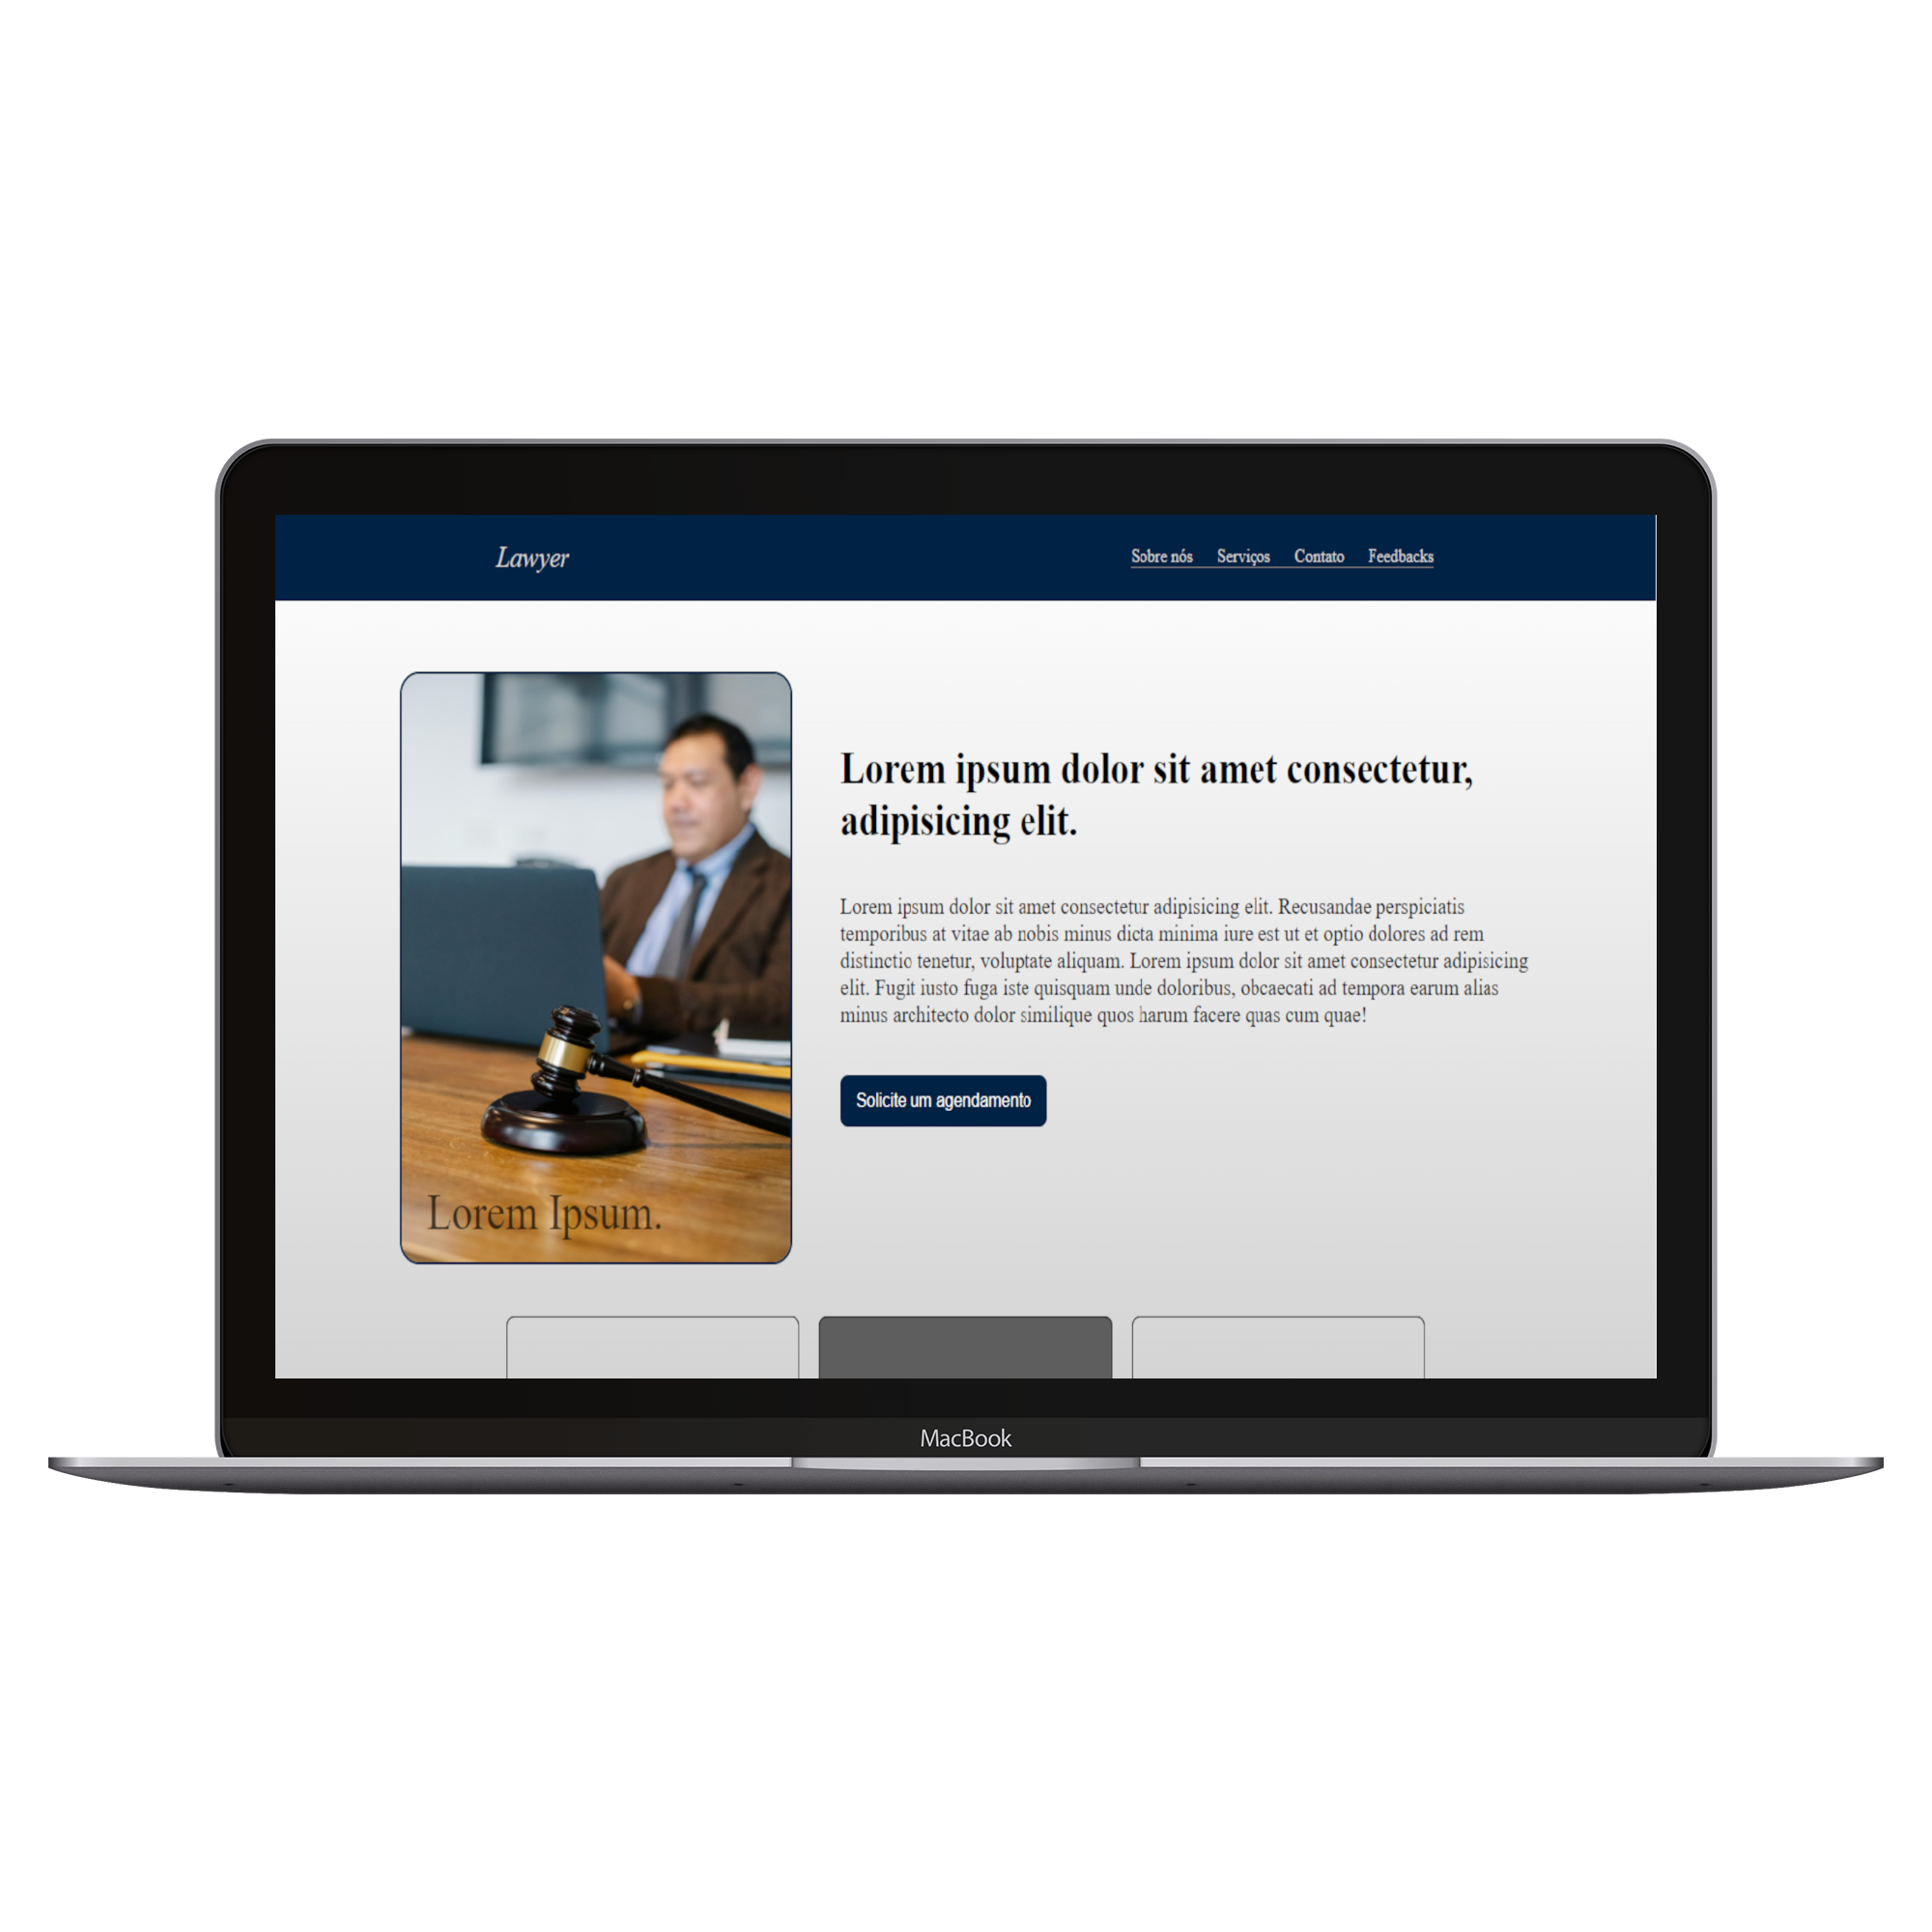 Lawyer
Sobre nós Serviços Contato Feedbacks
Lorem ipsum dolor sit amet consectetur,
adipisicing elit.
Lorem ipsum dolor sit amet consectetur adipisicing elit. Recusandae perspiciatis
temporibus at vitae ab nobis minus dicta minima iure est ut et optio dolores ad rem
distinctio tenetur, voluptate aliquam. Lorem ipsum dolor sit amet consectetur adipisicing
elit. Fugit iusto fuga iste quisquam unde doloribus, obcaecati ad tempora earum alias
minus architecto dolor similique quos harum facere quas cum quae!
Solicite um agendamento
Lorem Ipsum.
MacBook